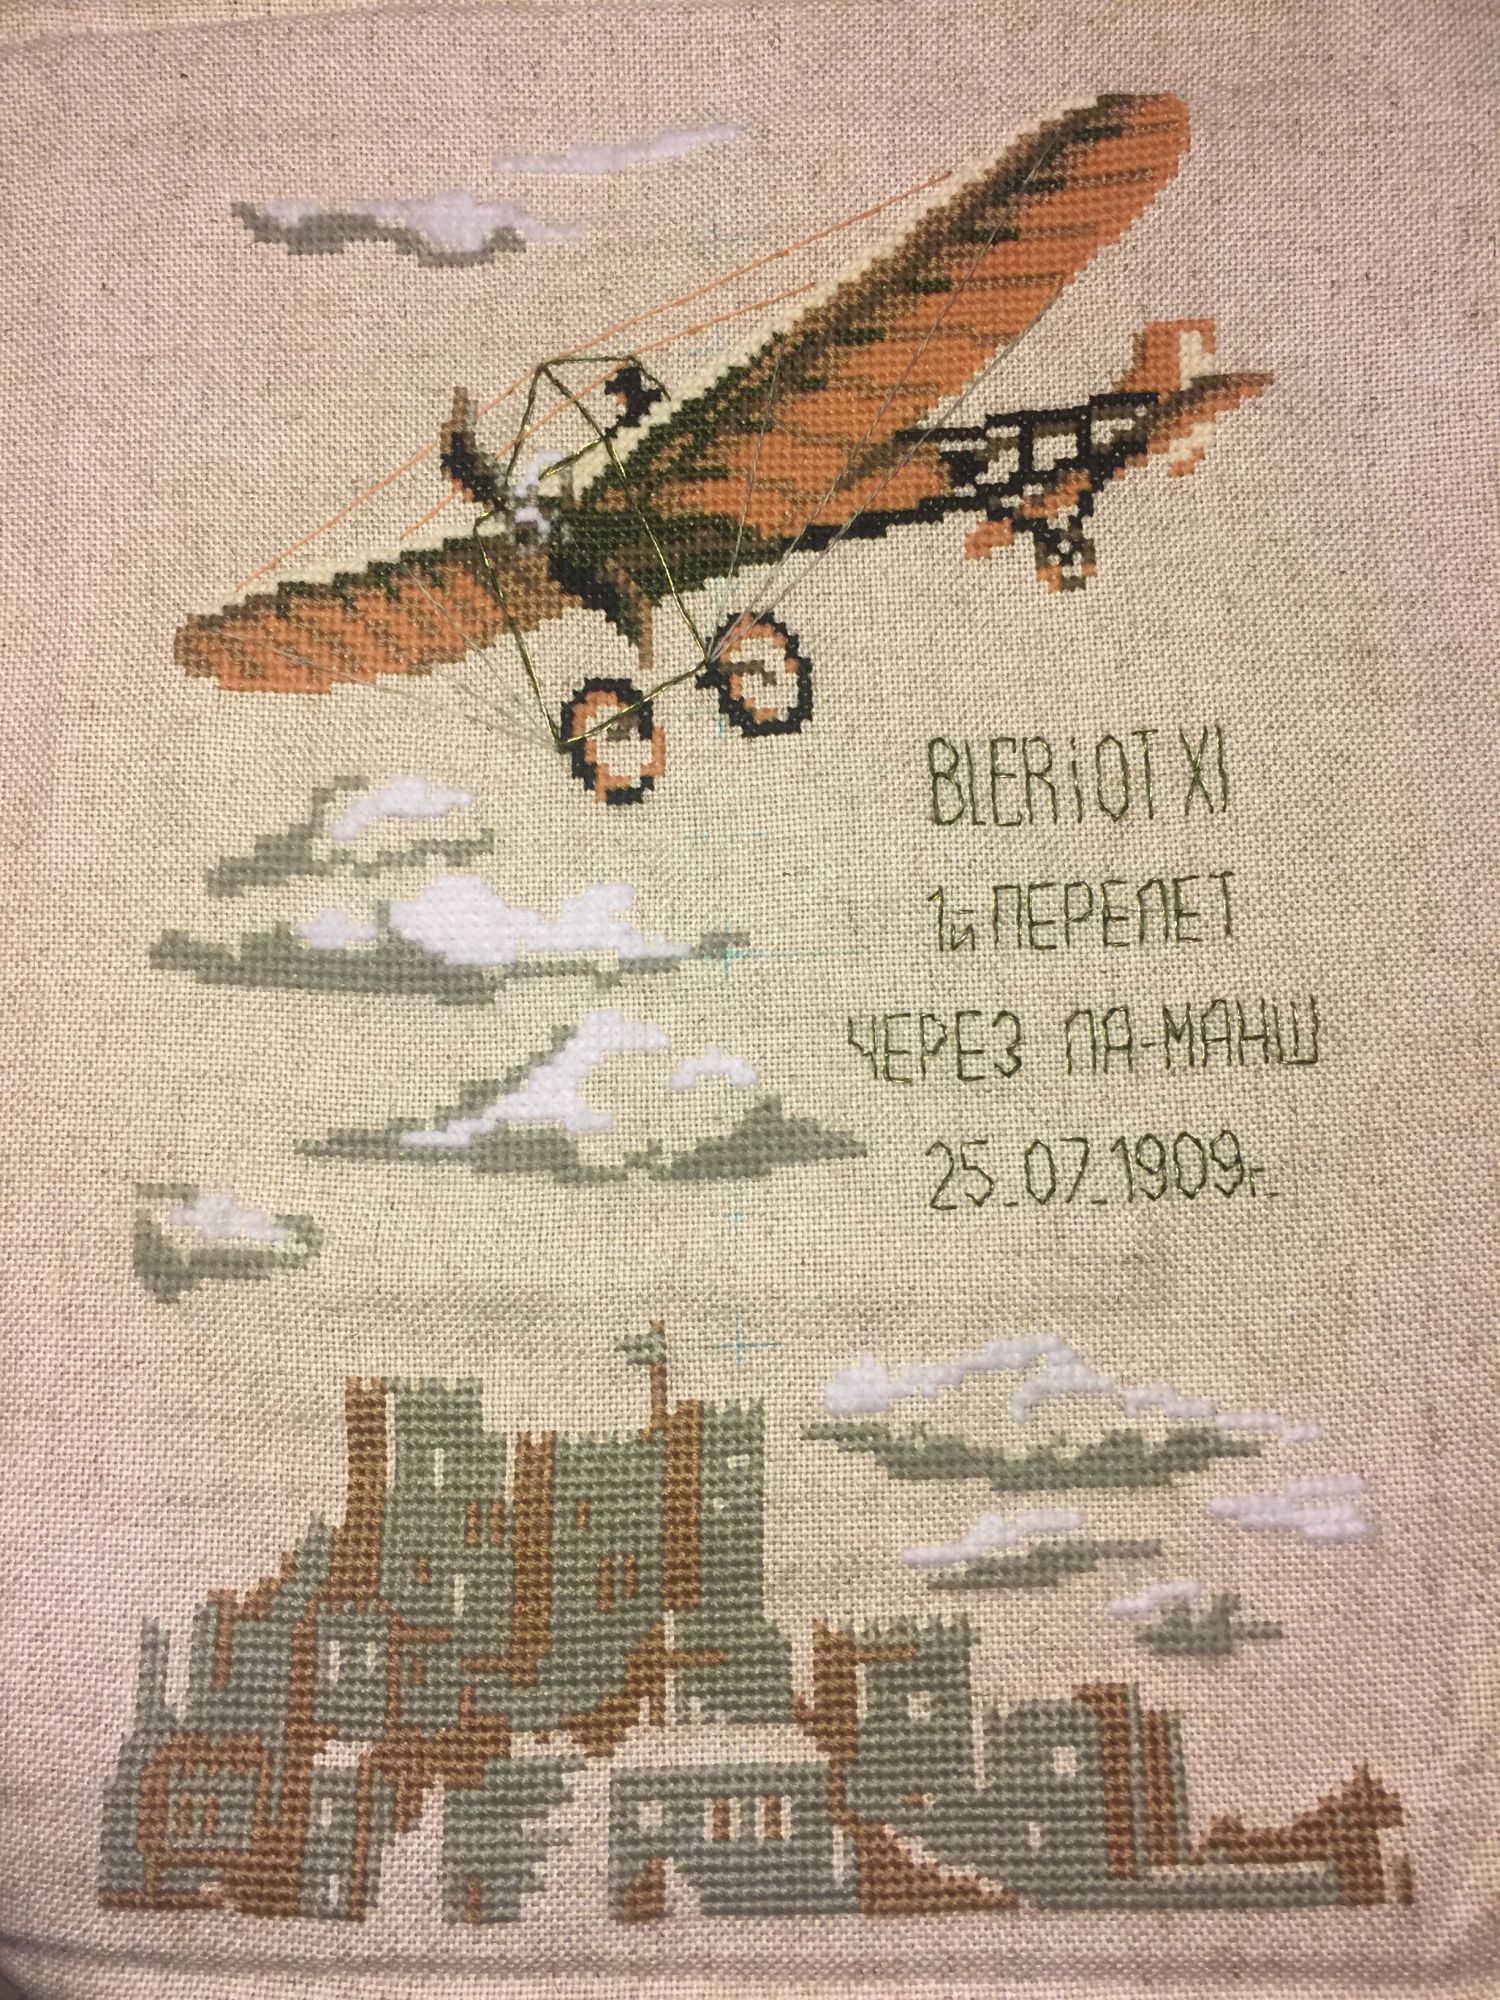 BLERiOT XI
1й ПЕРЕЛЕТ
ЧЕРЕЗ ЛА-МАНШ
25.07.1909г.